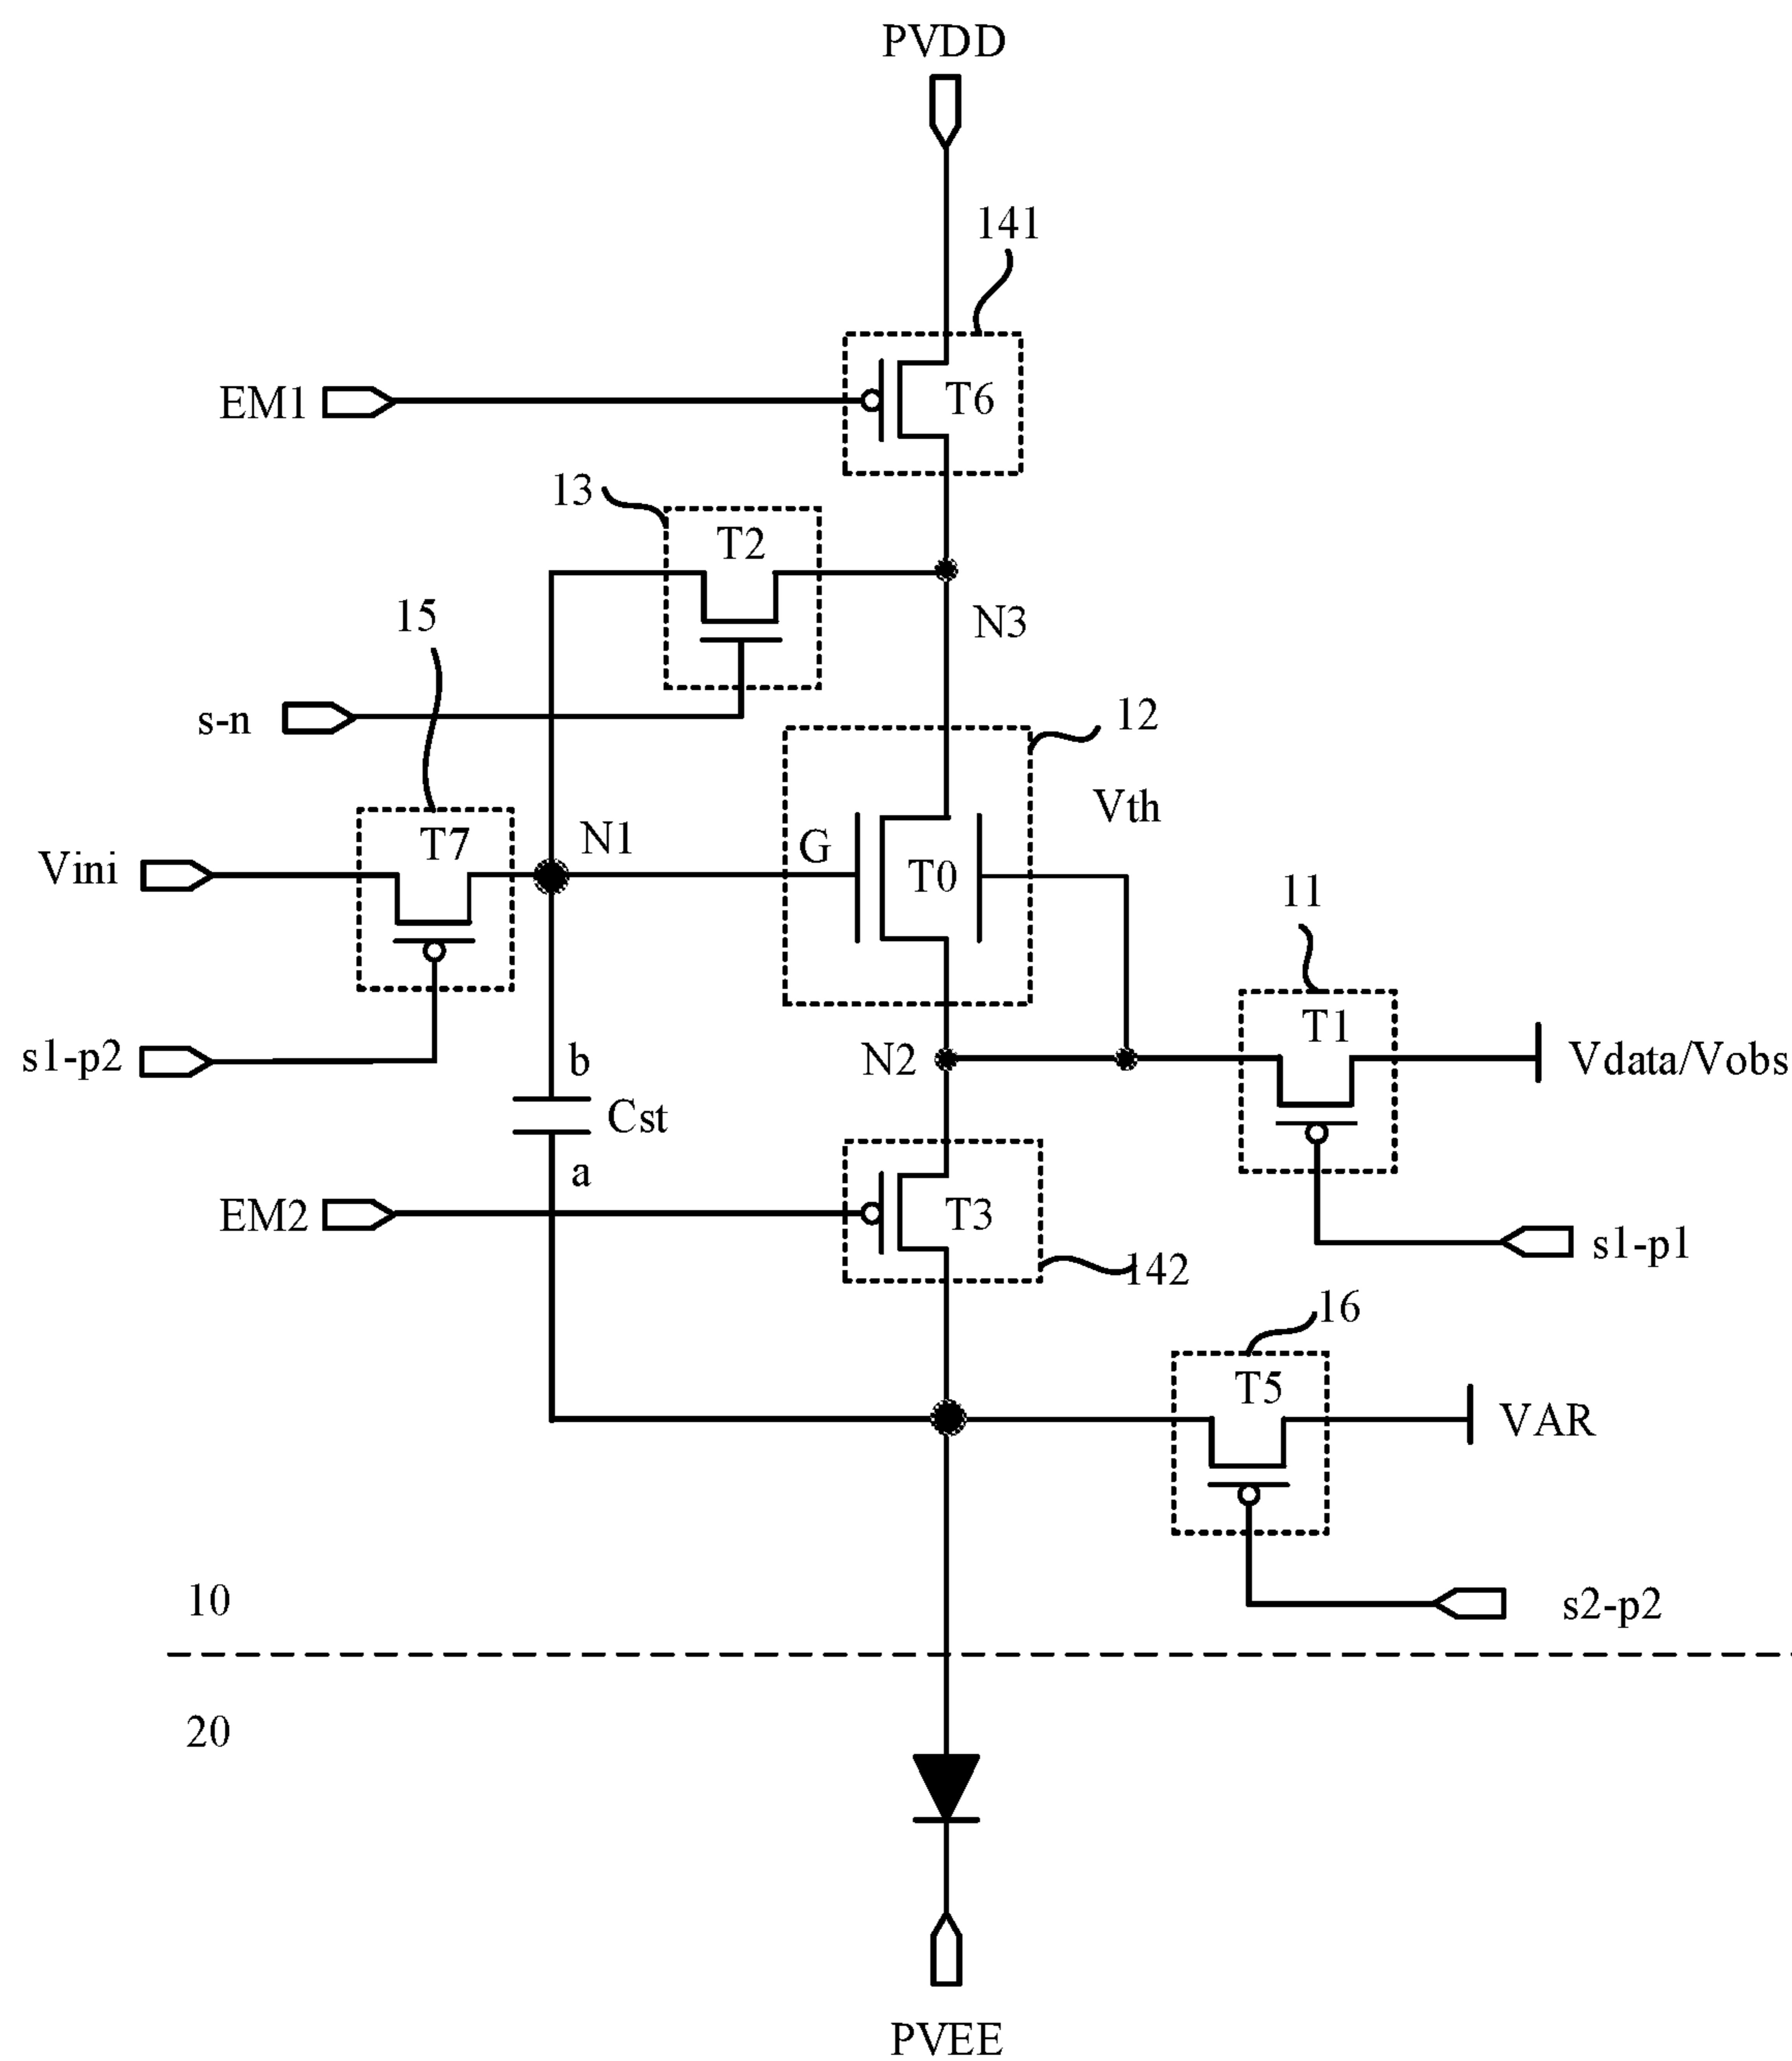 PVDD
141
EM1
T6
13
T2
15
N3
s-n
12
Vth
T7
N1
G
Vini
T0
11
T1
s1-p2
b
N2
Vdata/Vobs
Cst
a
EM2
T3
s1-p1
142
16
T5
VAR
10
s2-p2
20
PVEE